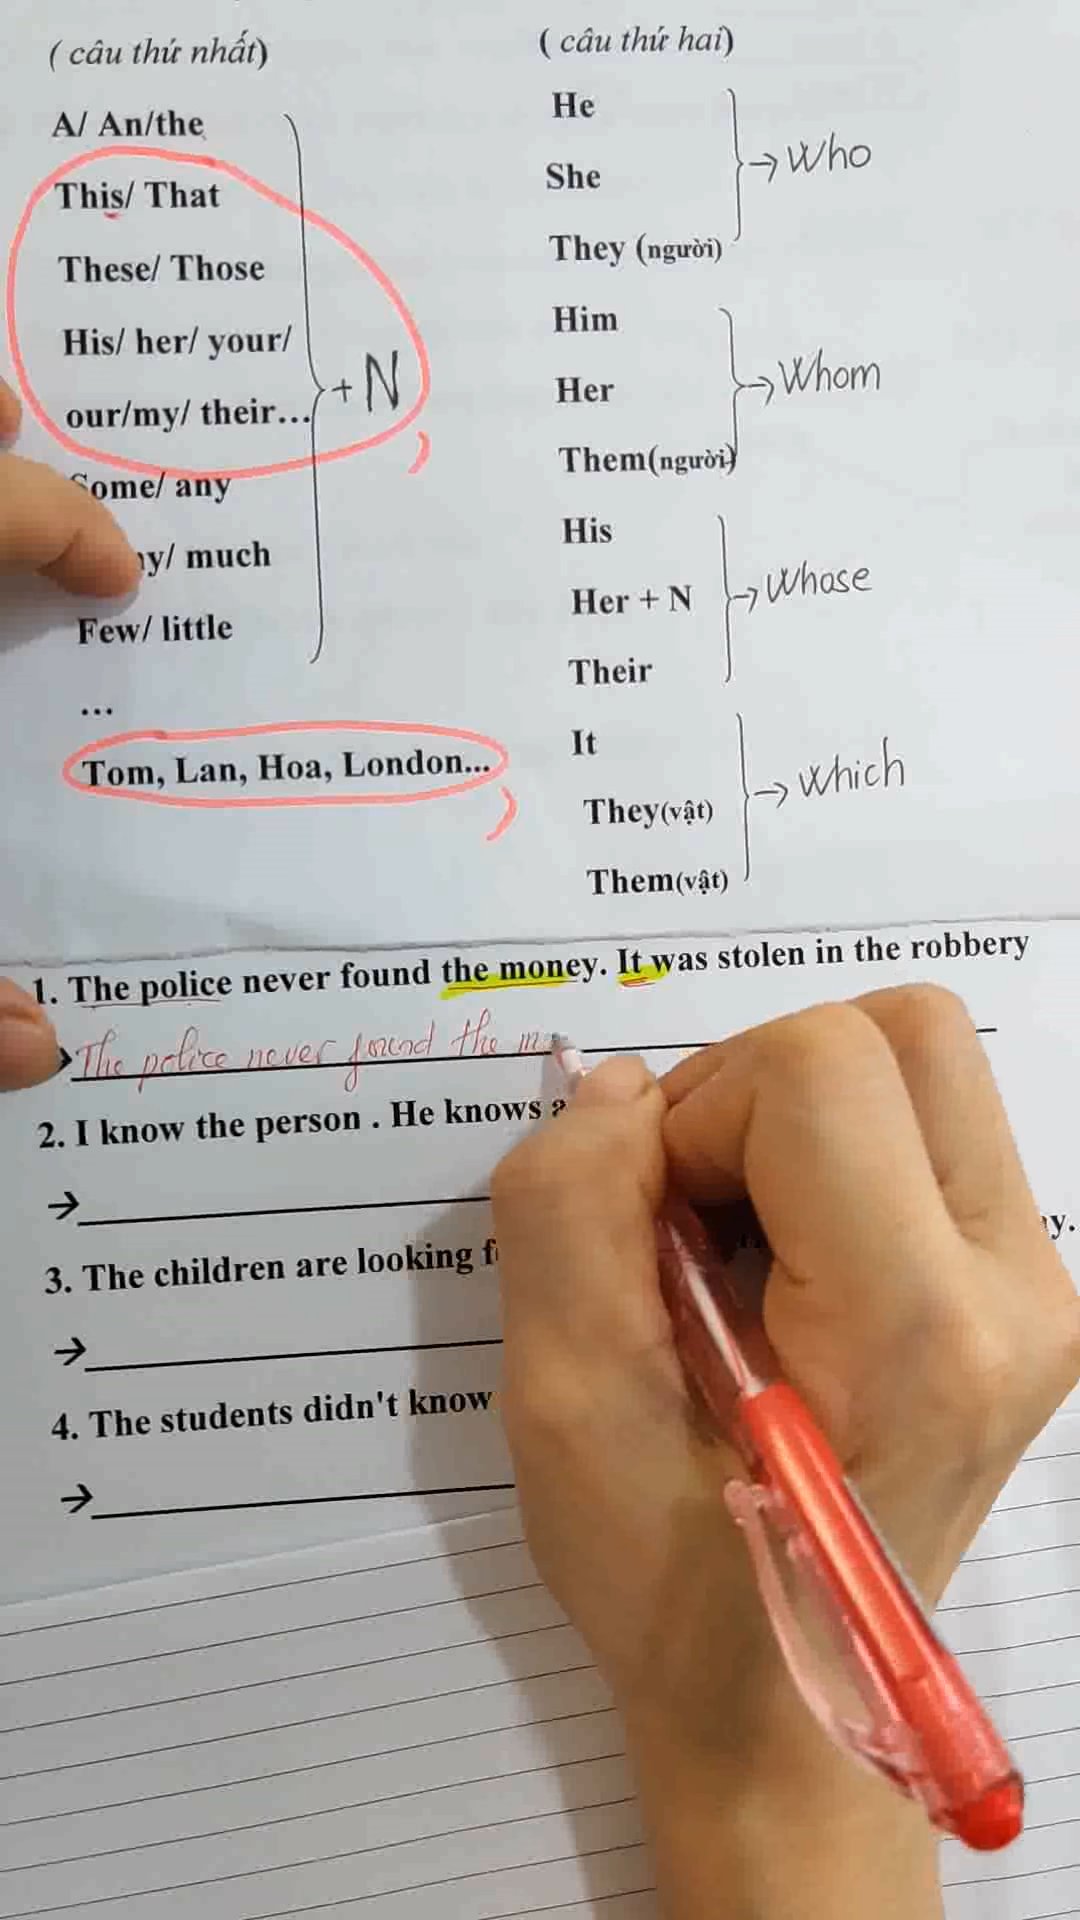 ( câu thứ nhất)
A/ An/the
This/ That
These/ Those
His/ her/ your/
our/my/ their...
+ N
)
Some/ any
much
Few/ little
...
Tom, Lan, Hoa, London...
)
( câu thứ hai)
He
She
They (người)
→ Who
Him
Her
Them(người)
→ Whom
His
Her + N
Their
→ Whose
It
They(vật)
Them(vật)
→ which
1. The police never found the money. It was stolen in the robbery
The police never found the
2. I know the person . He knows
→
3. The children are looking
→
4. The students didn't know
→